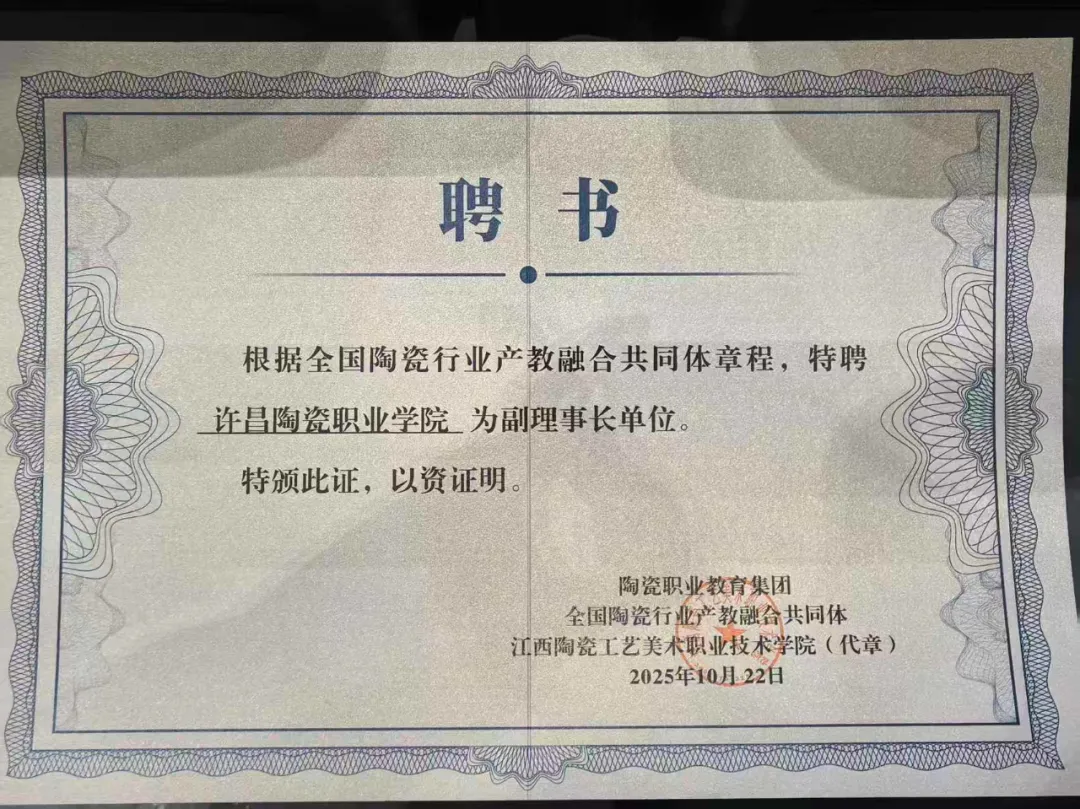 聘 书
根据全国陶瓷行业产教融合共同体章程，特聘
许昌陶瓷职业学院 为副理事长单位。
特颁此证，以资证明。
陶瓷职业教育集团
全国陶瓷行业产教融合共同体
江西陶瓷工艺美术职业技术学院（代章）
2025年10月22日